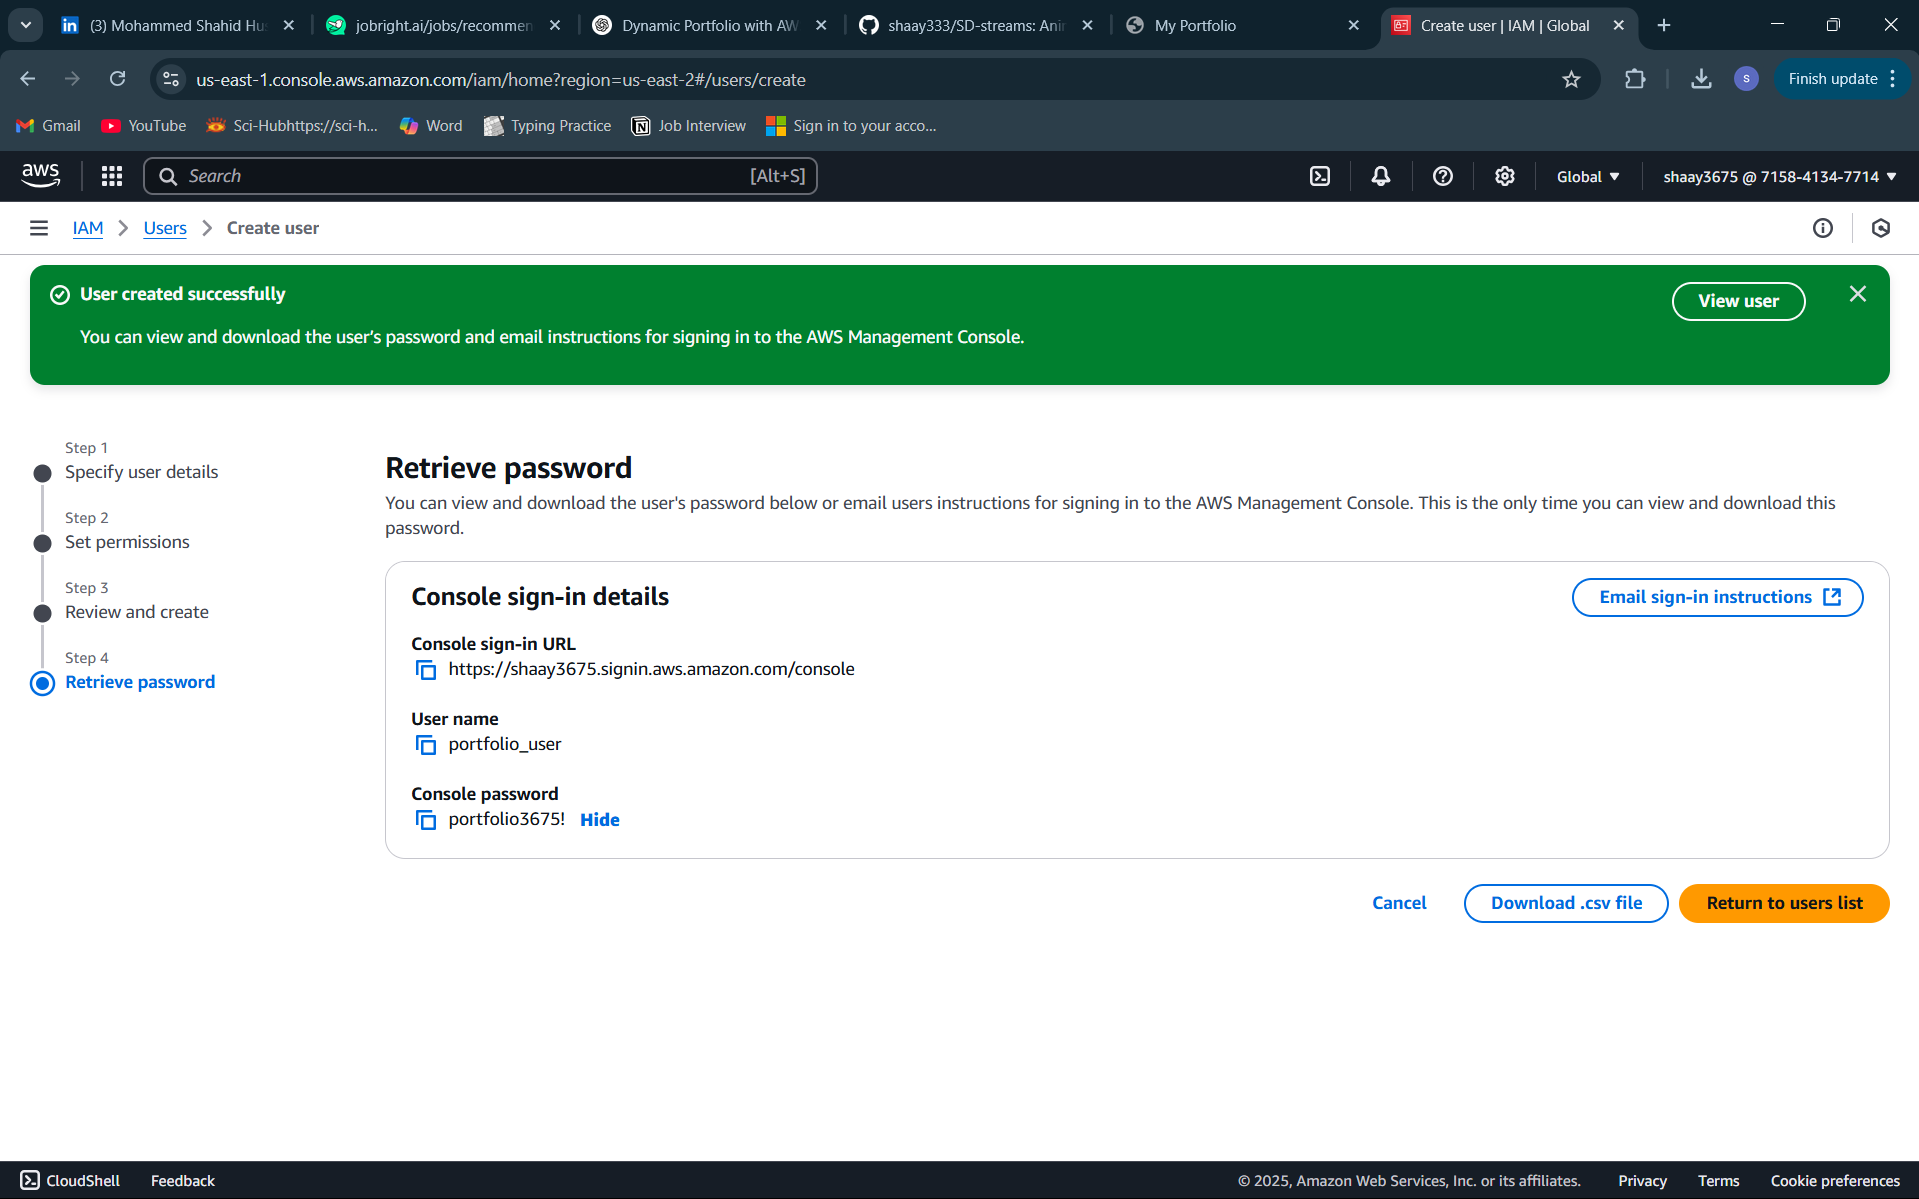 (3) Mohammed Shahid Hu
jobright.ai/jobs/recommen
Dynamic Portfolio with AW
shaay333/SD-streams: Ani
My Portfolio
Create user | IAM | Global
us-east-1.console.aws.amazon.com/iam/home?region=us-east-2#/users/create
S
Finish update
Gmail
YouTube
Sci-Hubhttps://sci-h...
Word
Typing Practice
Job Interview
Sign in to your acco...
aws
Search
[Alt+S]
Global
shaay3675 @ 7158-4134-7714
IAM
Users
Create user
User created successfully
View user
You can view and download the user's password and email instructions for signing in to the AWS Management Console.
Step 1
Specify user details
Step 2
Set permissions
Step 3
Review and create
Step 4
Retrieve password
Retrieve password
You can view and download the user's password below or email users instructions for signing in to the AWS Management Console. This is the only time you can view and download this
password.
Console sign-in details
Email sign-in instructions
Console sign-in URL
https://shaay3675.signin.aws.amazon.com/console
User name
portfolio_user
Console password
portfolio3675! Hide
Cancel
Download .csv file
Return to users list
CloudShell
Feedback
© 2025, Amazon Web Services, Inc. or its affiliates.
Privacy
Terms
Cookie preferences